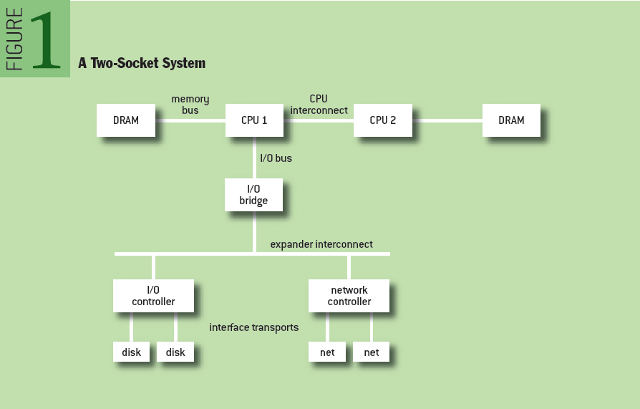 FIGURE
1
A Two-Socket System
memory
bus
CPU
interconnect
DRAM
CPU 1
CPU 2
DRAM
I/O bus
I/O
bridge
expander interconnect
I/O
controller
network
controller
interface transports
disk
disk
net
net